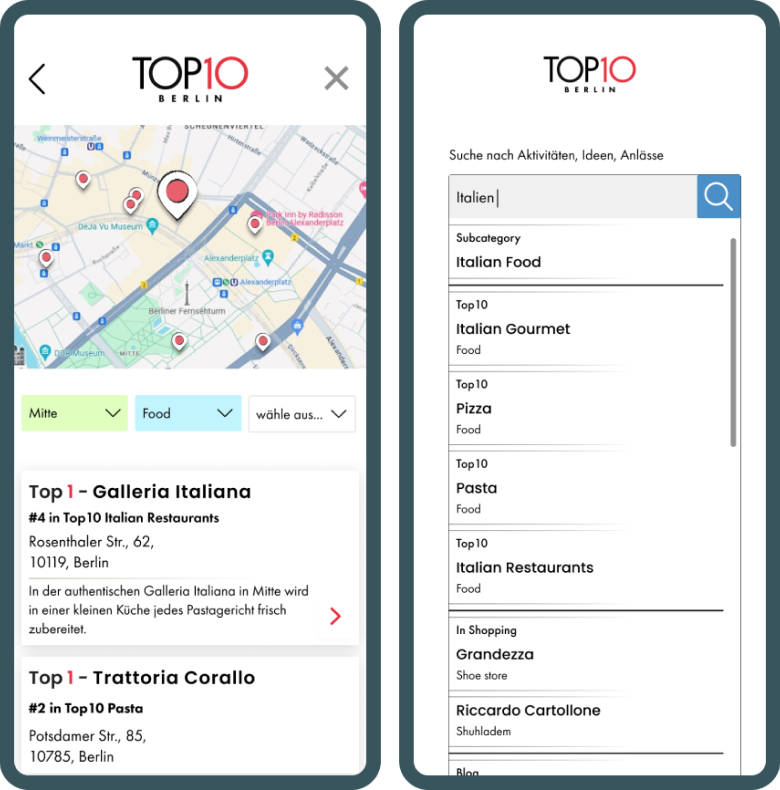 TOP10
BERLIN
SCHEGNENVIERTEL
Weinmeisterstraße
DeJa Vu Museum
Park Inn by Radisson
Berlin Alexanderplatz
Markt
Alexanderplatz
Alexanderplatz
Berliner Fernsehturm
DDR Museum
MITTE
Mitte
Food
wähle aus...
Top 1 - Galleria Italiana
#4 in Top10 Italian Restaurants
Rosenthaler Str., 62,
10119, Berlin
In der authentischen Galleria Italiana in Mitte wird
in einer kleinen Küche jedes Pastagericht frisch
zubereitet.
Top 1 - Trattoria Corallo
#2 in Top10 Pasta
Potsdamer Str., 85,
10785, Berlin
TOP10
BERLIN
Suche nach Aktivitäten, Ideen, Anlässe
Italien
Subcategory
Italian Food
Top10
Italian Gourmet
Food
Top10
Pizza
Food
Top10
Pasta
Food
Top10
Italian Restaurants
Food
In Shopping
Grandezza
Shoe store
Riccardo Cartollone
Shuhladem
Blog